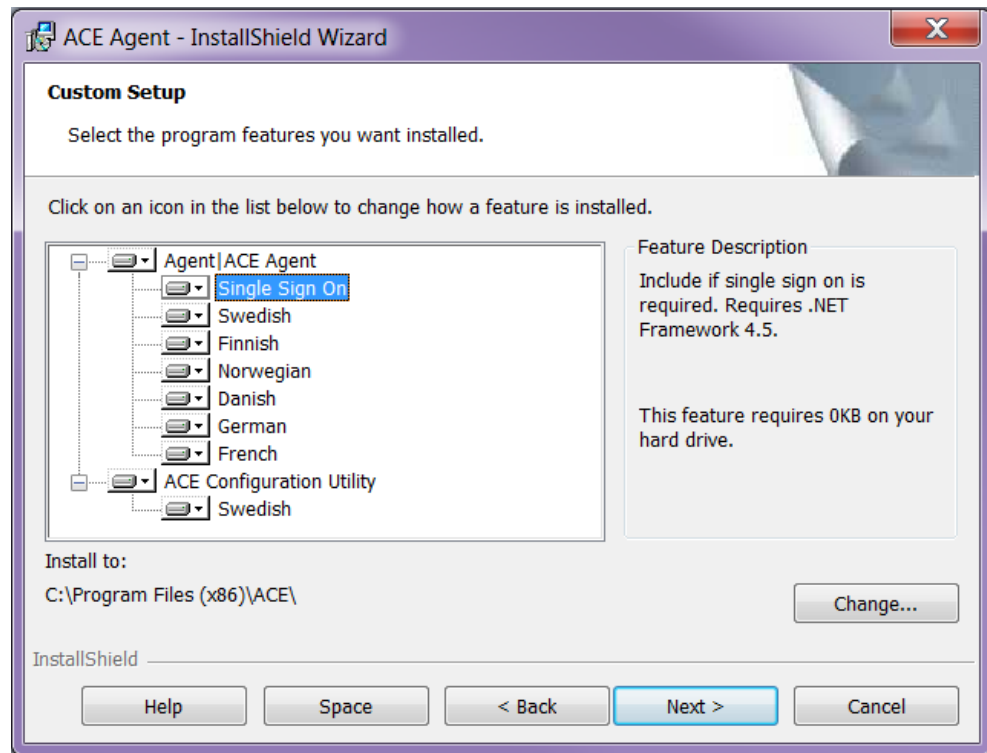 ACE Agent - InstallShield Wizard
Custom Setup
Select the program features you want installed.
Click on an icon in the list below to change how a feature is installed.
Agent|ACE Agent
Single Sign On
Swedish
Finnish
Norwegian
Danish
German
French
ACE Configuration Utility
Swedish
Feature Description
Include if single sign on is
required. Requires .NET
Framework 4.5.
This feature requires 0KB on your
hard drive.
Install to:
C:\Program Files (x86)\ACE\
Change...
InstallShield
Help
Space
< Back
Next >
Cancel